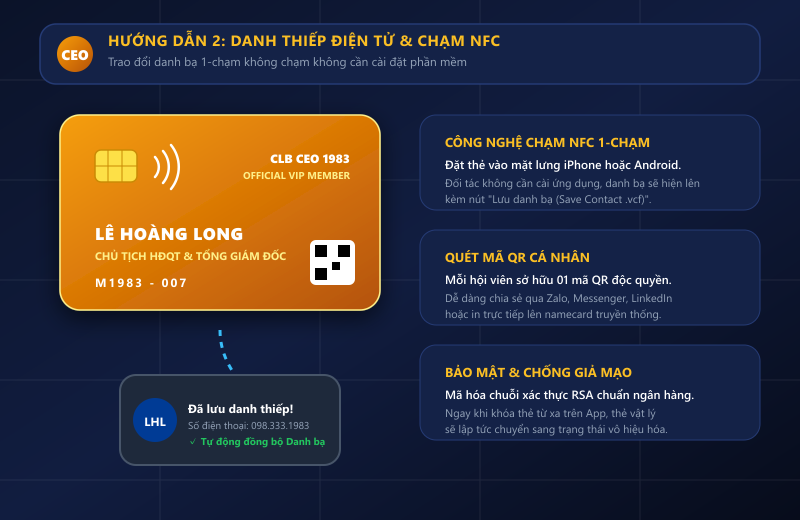 CEO
HƯỚNG DẪN 2: DANH THIẾP ĐIỆN TỬ & CHẠM NFC
Trao đổi danh bạ 1-chạm không chạm không cần cài đặt phần mềm
CLB CEO 1983
OFFICIAL VIP MEMBER
LÊ HOÀNG LONG
CHỦ TỊCH HĐQT & TỔNG GIÁM ĐỐC
M1983 - 007
LHL
Đã lưu danh thiếp!
Số điện thoại: 098.333.1983
✓ Tự động đồng bộ Danh bạ
CÔNG NGHỆ CHẠM NFC 1-CHẠM
Đặt thẻ vào mặt lưng iPhone hoặc Android.
Đối tác không cần cài ứng dụng, danh bạ sẽ hiện lên
kèm nút "Lưu danh bạ (Save Contact .vcf)".
QUÉT MÃ QR CÁ NHÂN
Mỗi hội viên sở hữu 01 mã QR độc quyền.
Dễ dàng chia sẻ qua Zalo, Messenger, LinkedIn
hoặc in trực tiếp lên namecard truyền thống.
BẢO MẬT & CHỐNG GIẢ MẠO
Mã hóa chuỗi xác thực RSA chuẩn ngân hàng.
Ngay khi khóa thẻ từ xa trên App, thẻ vật lý
sẽ lập tức chuyển sang trạng thái vô hiệu hóa.